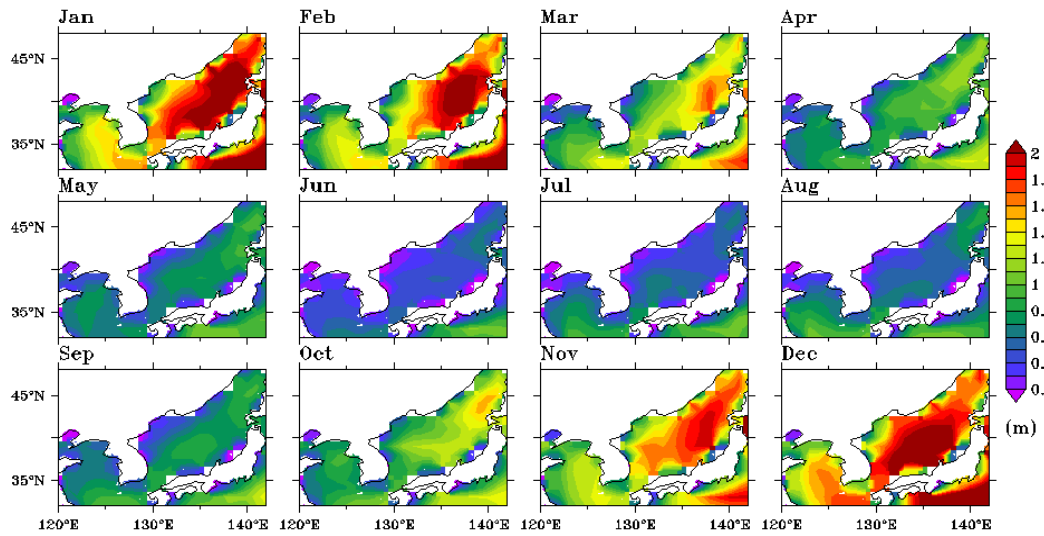 Jan Feb Mar Apr
45°N
35°N
May Jun Jul Aug
45°N
35°N
Sep Oct Nov Dec
45°N
35°N
120°E 130°E 140°E 120°E 130°E 140°E 120°E 130°E 140°E 120°E 130°E 140°E
2
1.
1.
1.
1.
1
0.
0.
0.
0.
(m)